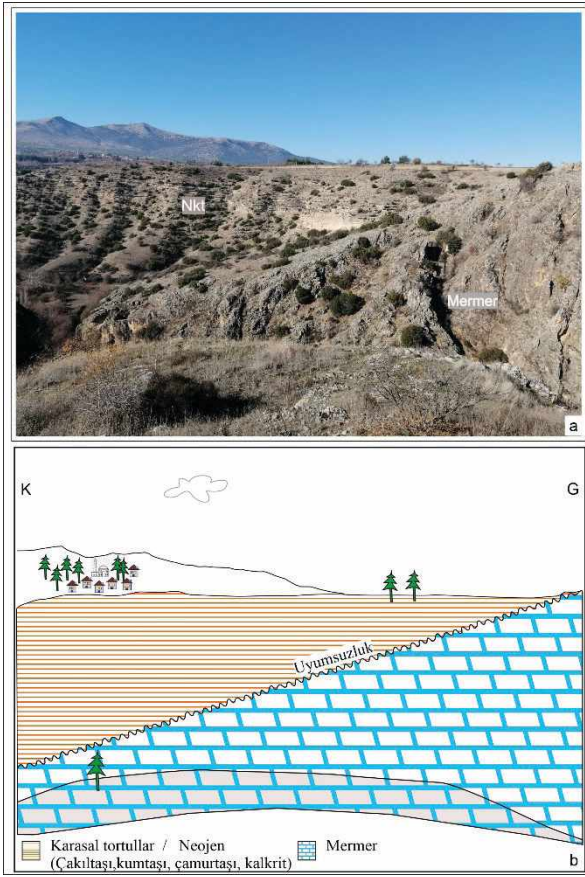 Nkt
Mermer
a
K
G
Uyumsuzluk
Karasal tortullar / Neojen
(Çakıltaşı,kumtaşı, çamurtaşı, kalkrit)
Mermer
b